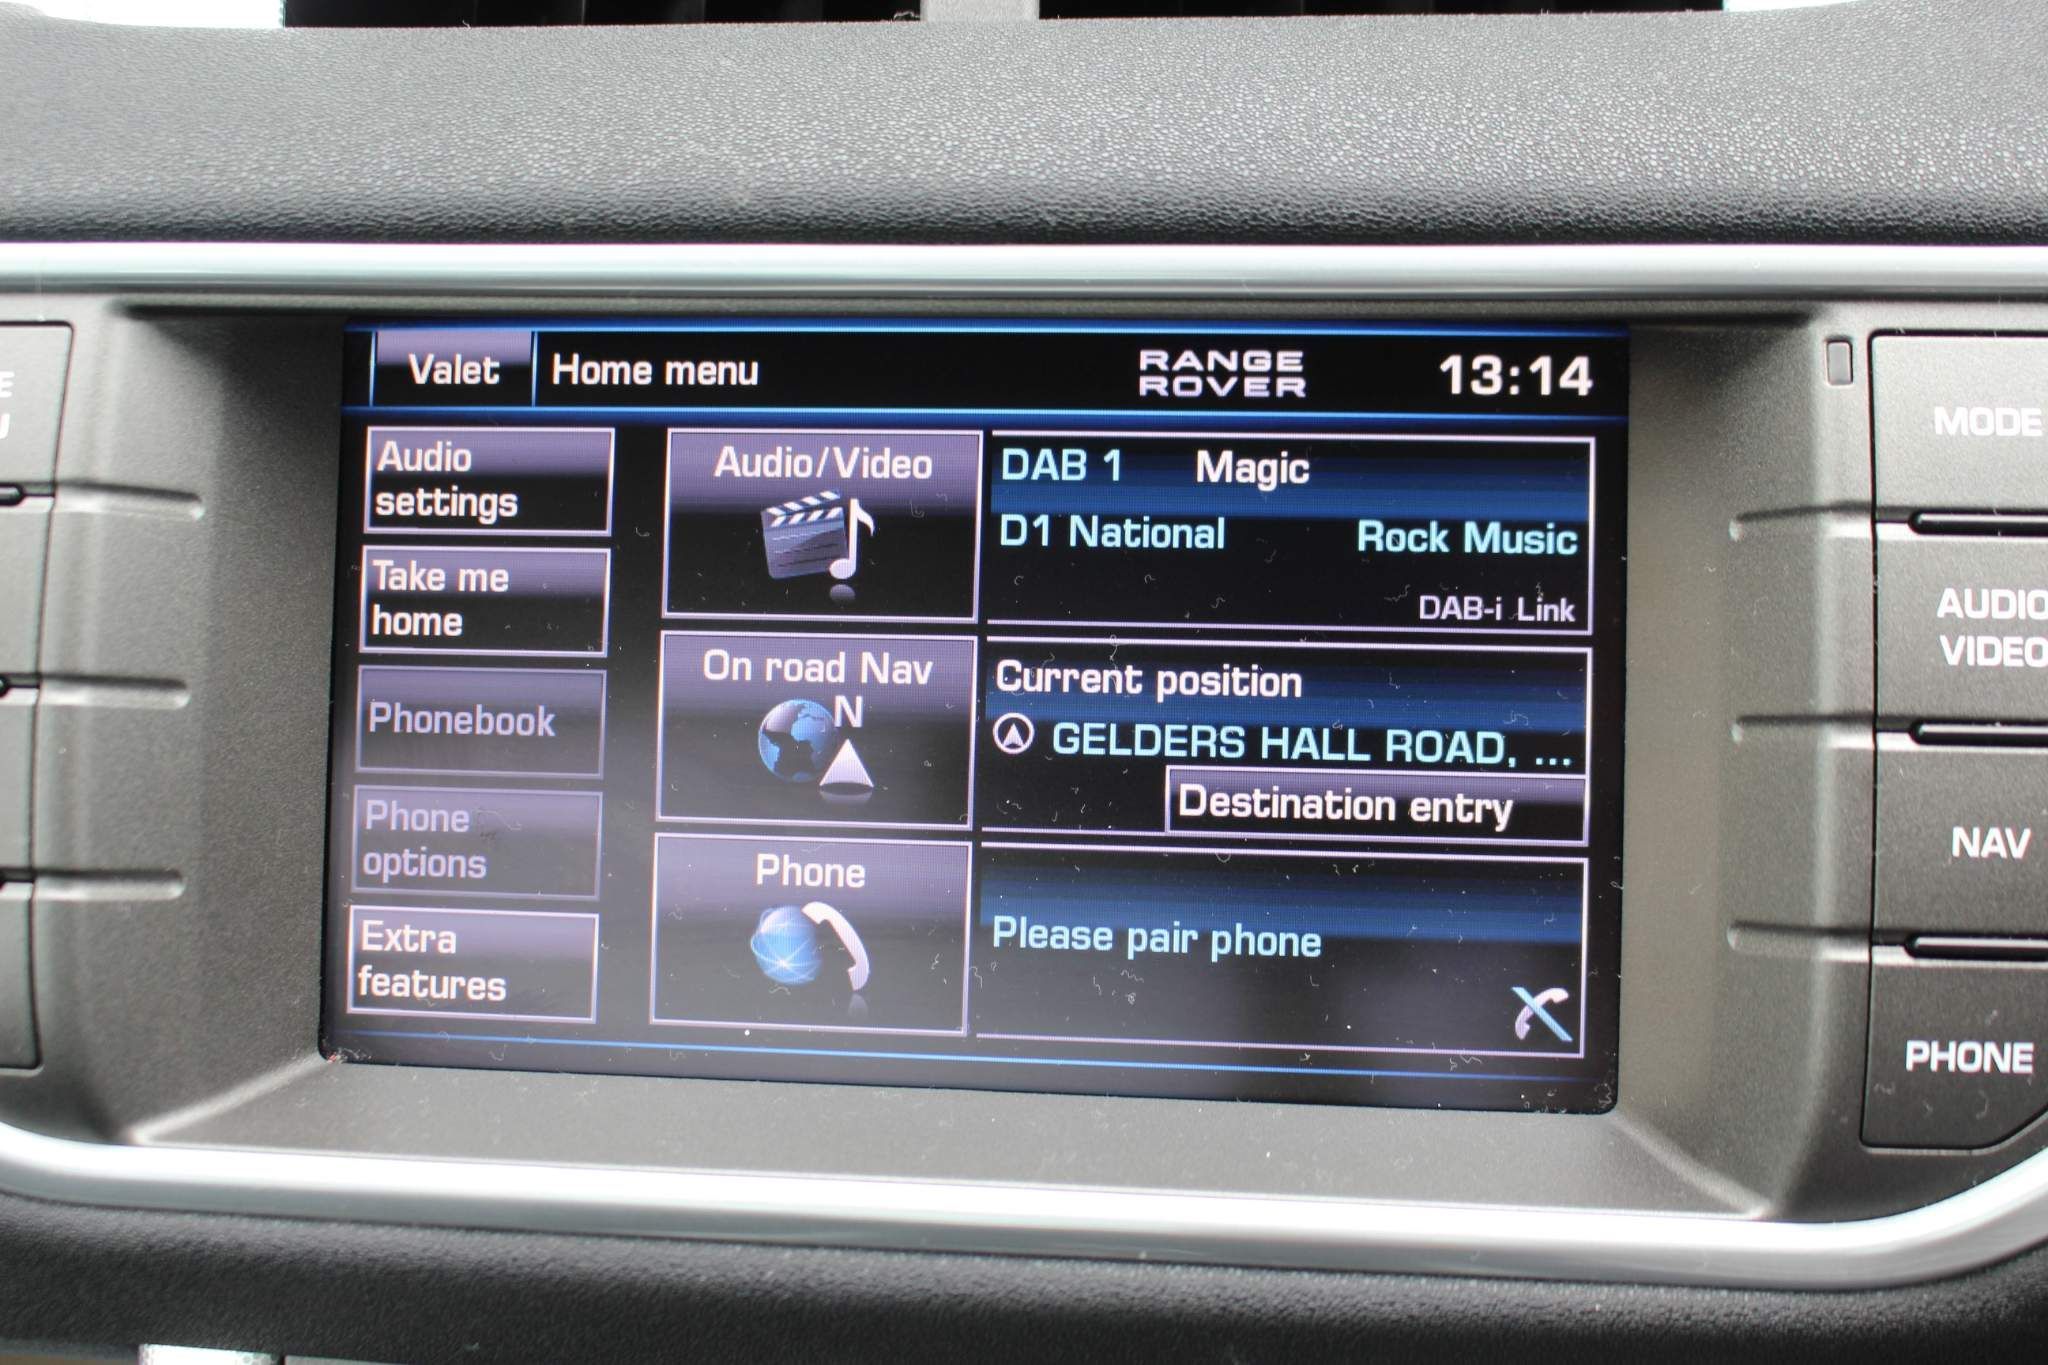 Valet
Home menu
RANGE
ROVER
13:14
Audio
settings
Take me
home
Phonebook
Phone
options
Extra
features
Audio/Video
On road Nav
N
Phone
DAB 1 Magic
D1 National Rock Music
DAB-i Link
Current position
GELDERS HALL ROAD, ...
Destination entry
Please pair phone
MODE
AUDIO
VIDEO
NAV
PHONE